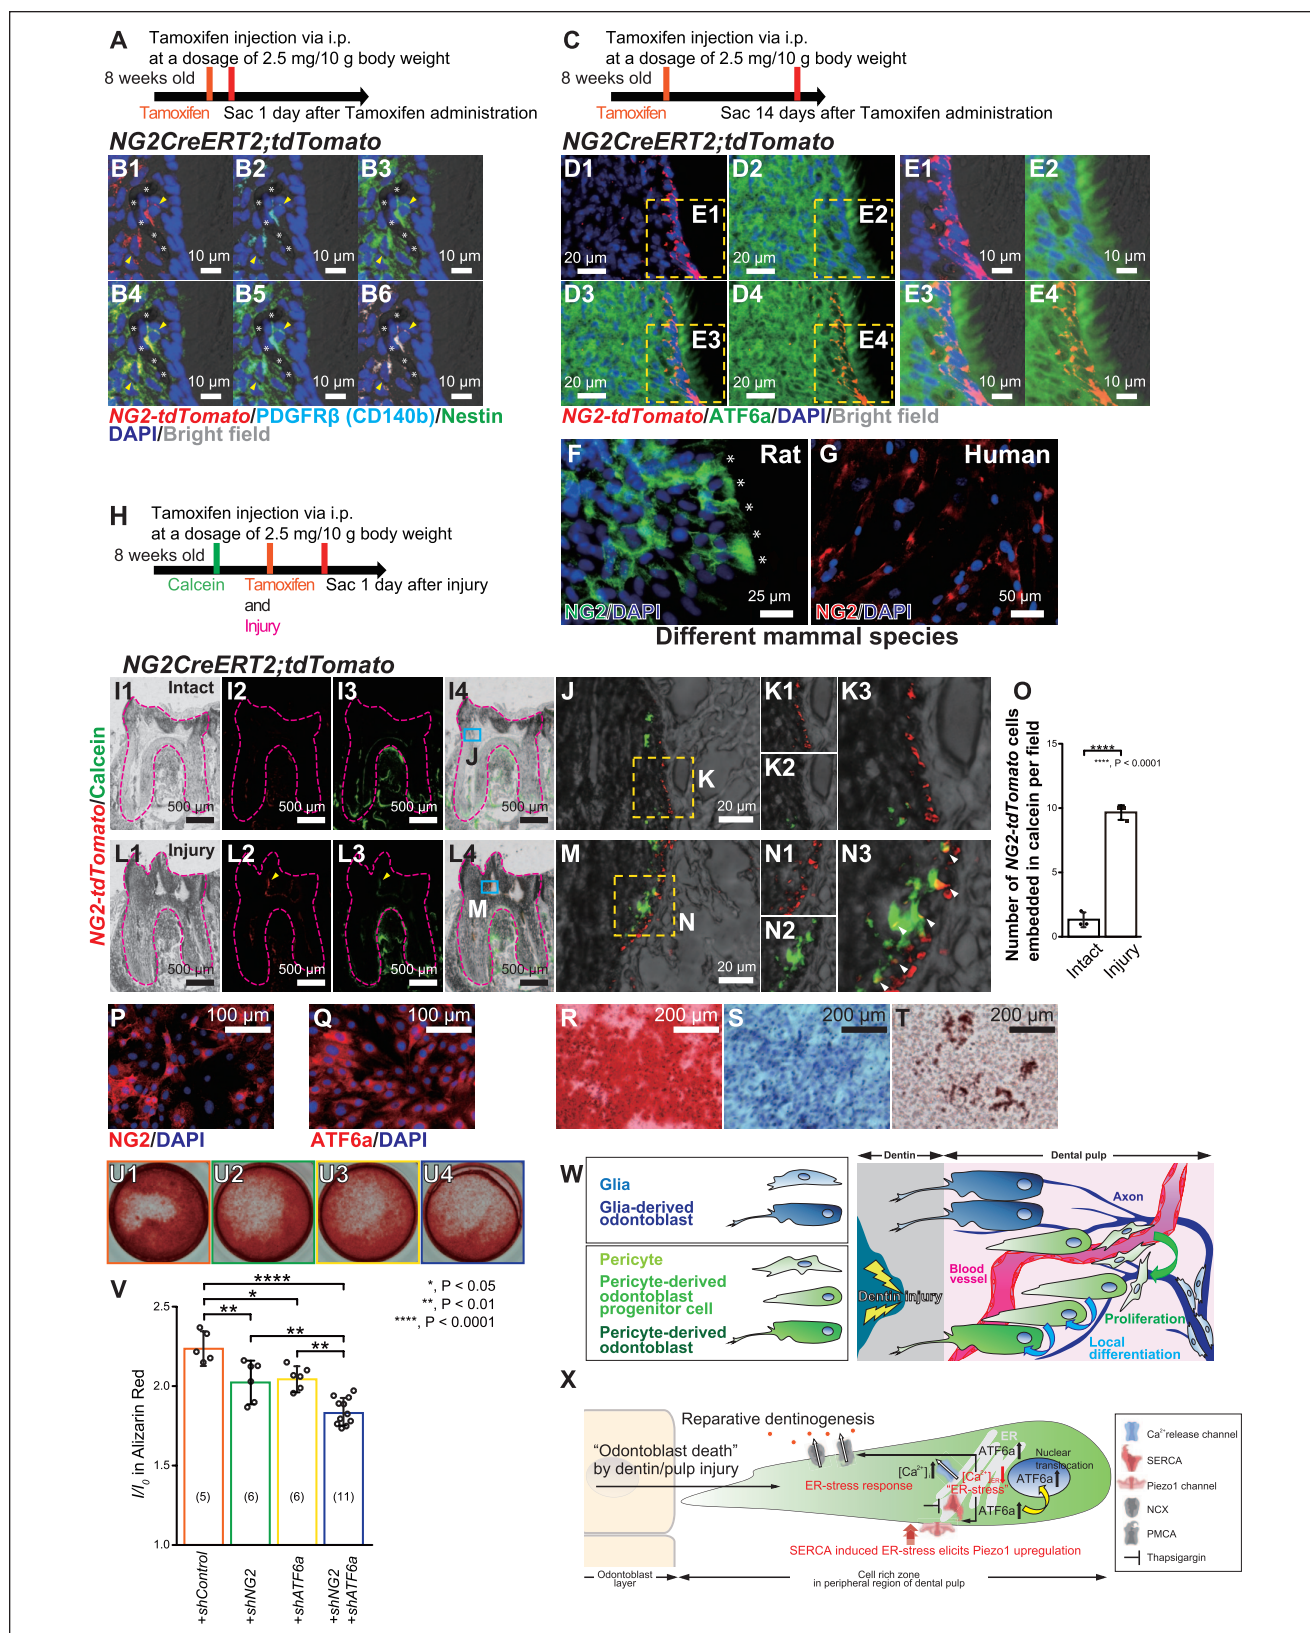 A
Tamoxifen injection via i.p.
at a dosage of 2.5 mg/10 g body weight
8 weeks old
Tamoxifen
Sac 1 day after Tamoxifen administration
NG2CreERT2;tdTomato
B1
B2
B3
10 µm
10 µm
10 µm
B4
B5
B6
10 µm
10 µm
10 µm
NG2-tdTomato/PDGFRβ (CD140b)/Nestin
DAPI/Bright field
C
Tamoxifen injection via i.p.
at a dosage of 2.5 mg/10 g body weight
8 weeks old
Tamoxifen
Sac 14 days after Tamoxifen administration
NG2CreERT2;tdTomato
D1
D2
E1
E2
E1
E2
20 µm
20 µm
10 µm
10 µm
D3
D4
E3
E4
E3
E4
20 µm
20 µm
10 µm
10 µm
NG2-tdTomato/ATF6a/DAPI/Bright field
F
Rat
NG2/DAPI
25 µm
G
Human
NG2/DAPI
50 µm
Different mammal species
H
Tamoxifen injection via i.p.
at a dosage of 2.5 mg/10 g body weight
8 weeks old
Calcein
Tamoxifen
and
Injury
Sac 1 day after injury
NG2CreERT2;tdTomato
NG2-tdTomato/Calcein
I1
Intact
I2
I3
I4
J
500 µm
500 µm
500 µm
500 µm
J
K
20 µm
K1
K2
K3
L1
Injury
L2
L3
L4
M
500 µm
500 µm
500 µm
500 µm
M
N
20 µm
N1
N2
N3
O
Number of NG2-tdTomato cells
embedded in calcein per field
15
10
5
0
****
****, P < 0.0001
Intact
Injury
P
100 µm
NG2/DAPI
Q
100 µm
ATF6a/DAPI
R
200 µm
S
200 µm
T
200 µm
U1
U2
U3
U4
V
****
*
**
**
**
*, P < 0.05
**, P < 0.01
****, P < 0.0001
I/I0 in Alizarin Red
2.5
2.0
1.5
1.0
(5)
(6)
(6)
(11)
+shControl
+shNG2
+shATF6a
+shNG2
+shATF6a
W
Glia
Glia-derived
odontoblast
Pericyte
Pericyte-derived
odontoblast
progenitor cell
Pericyte-derived
odontoblast
Dentin
Dental pulp
Axon
Blood
vessel
Dentin injury
Proliferation
Local
differentiation
X
Reparative dentinogenesis
"Odontoblast death"
by dentin/pulp injury
ER-stress response
[Ca2+]i
ER
ATF6a
[Ca2+]ER
"ER-stress"
ATF6a
Nuclear
translocation
ATF6a
SERCA induced ER-stress elicits Piezo1 upregulation
Odontoblast
layer
Cell rich zone
in peripheral region of dental pulp
Ca2+release channel
SERCA
Piezo1 channel
NCX
PMCA
Thapsigargin